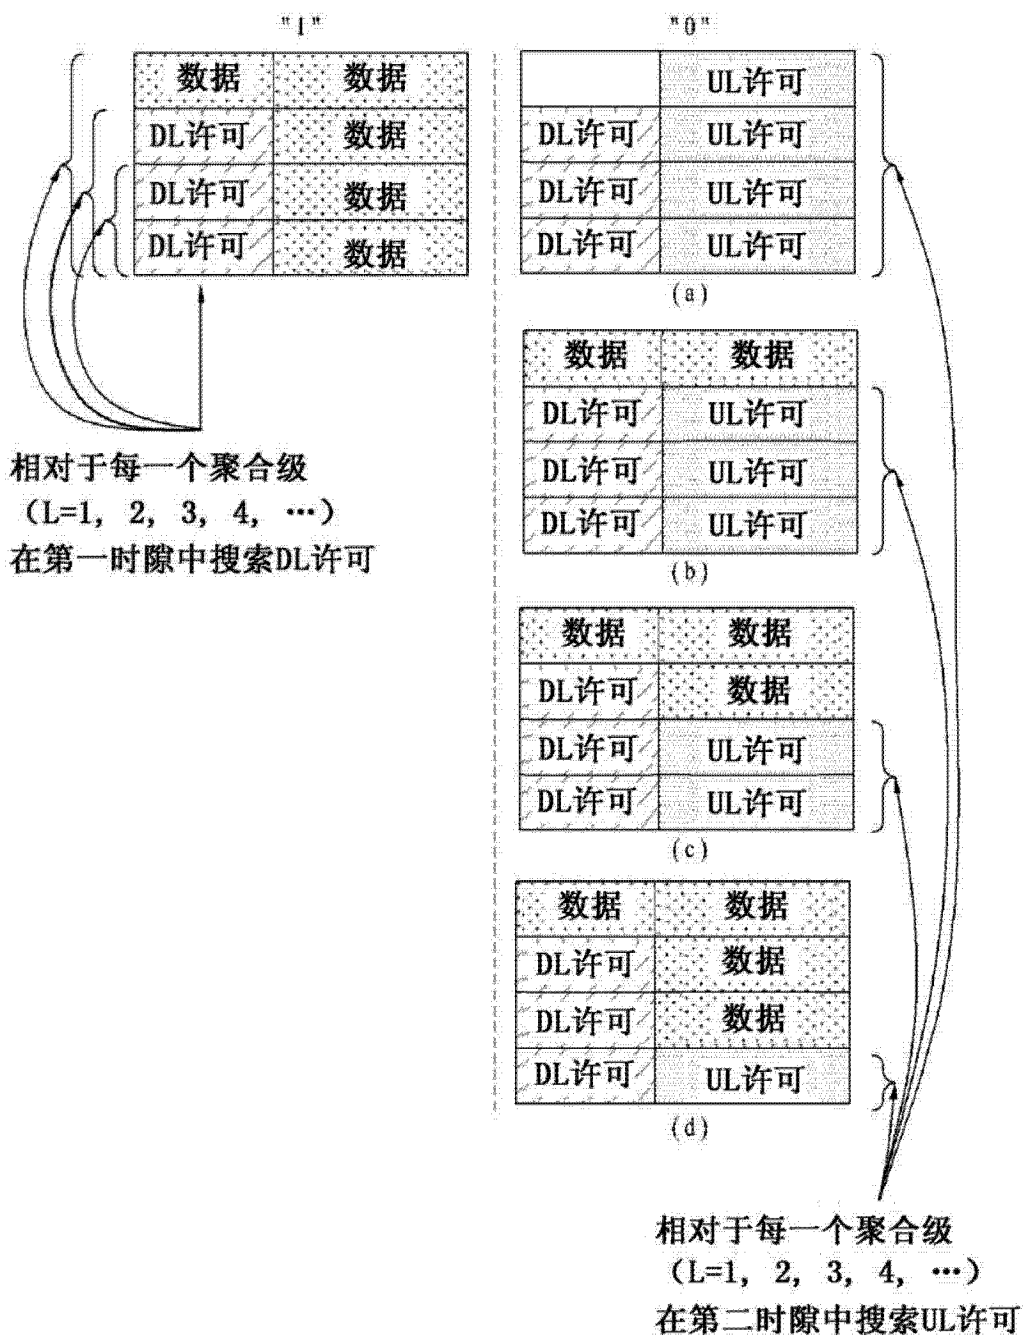 "1"
数据 数据
DL许可 数据
DL许可 数据
DL许可 数据
相对于每一个聚合级
（L=1, 2, 3, 4, …）
在第一时隙中搜索DL许可
"0"
UL许可
DL许可 UL许可
DL许可 UL许可
DL许可 UL许可
(a)
数据 数据
DL许可 UL许可
DL许可 UL许可
DL许可 UL许可
(b)
数据 数据
DL许可 数据
DL许可 UL许可
DL许可 UL许可
(c)
数据 数据
DL许可 数据
DL许可 数据
DL许可 UL许可
(d)
相对于每一个聚合级
（L=1, 2, 3, 4, …）
在第二时隙中搜索UL许可